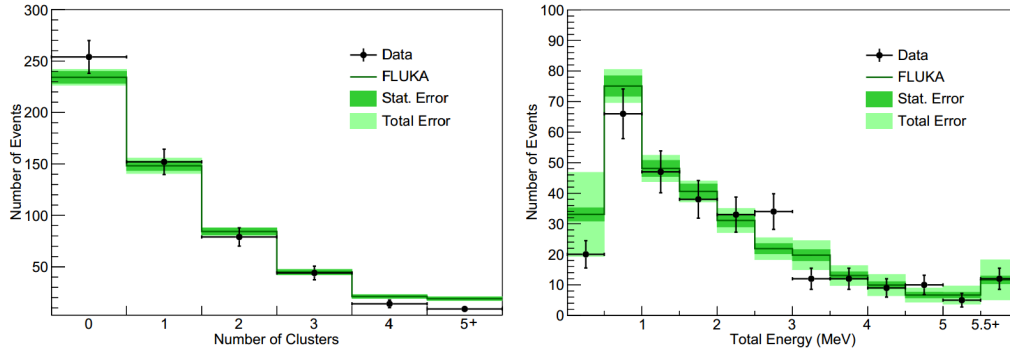 300
250
200
150
100
50
Number of Events
Data
FLUKA
Stat. Error
Total Error
0 1 2 3 4 5+
Number of Clusters
100
90
80
70
60
50
40
30
20
10
0
Number of Events
Data
FLUKA
Stat. Error
Total Error
1 2 3 4 5 5.5+
Total Energy (MeV)